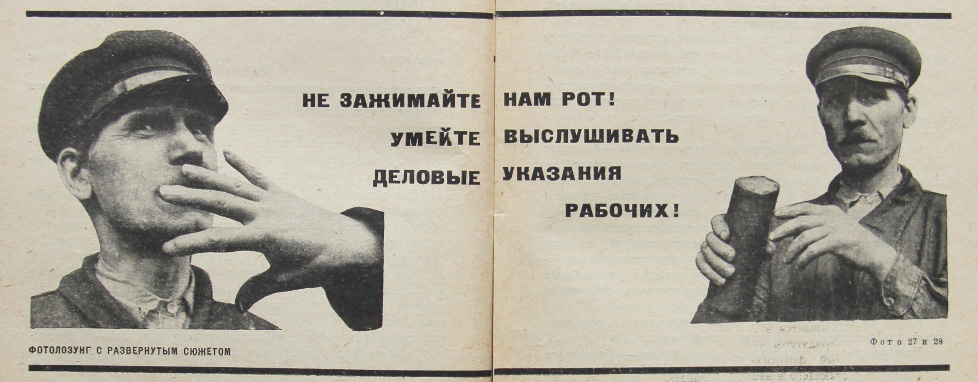 НЕ ЗАЖИМАЙТЕ НАМ РОТ!
УМЕЙТЕ ВЫСЛУШИВАТЬ
ДЕЛОВЫЕ УКАЗАНИЯ
РАБОЧИХ!
ФОТОЛОЗУНГ С РАЗВЕРНУТЫМ СЮЖЕТОМ
Фото 27 и 28